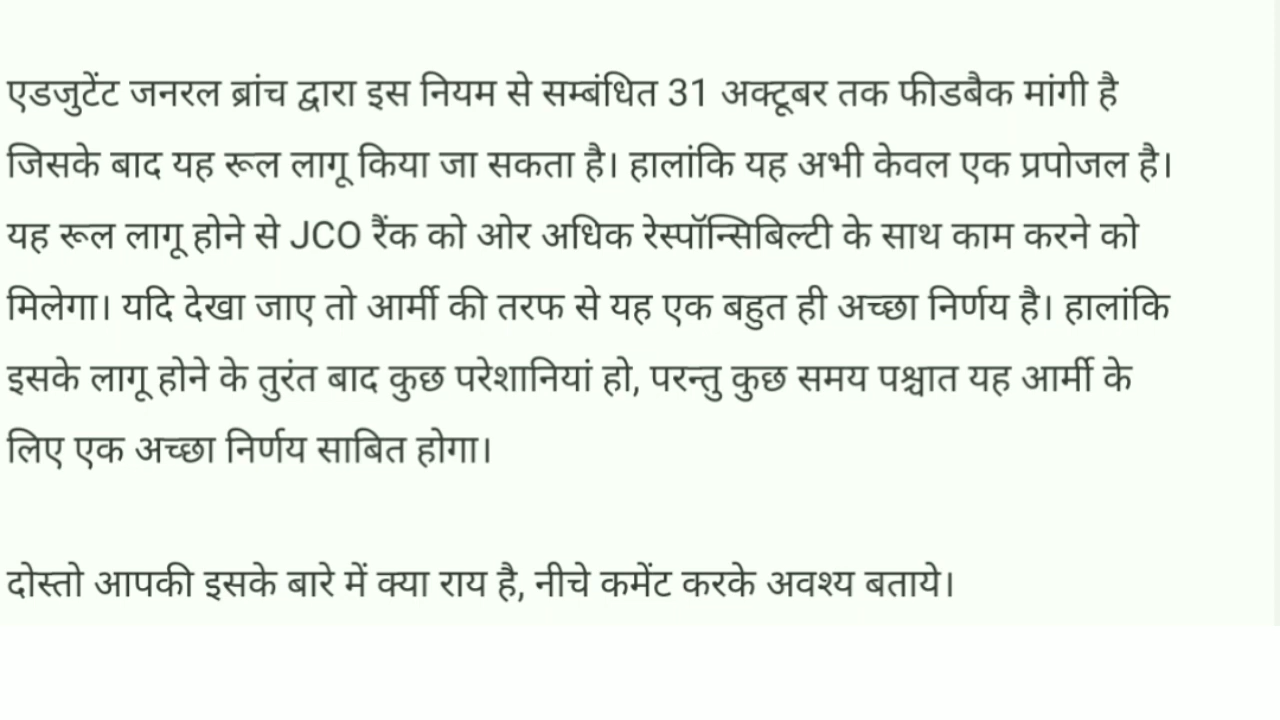 एडजुटेंट जनरल ब्रांच द्वारा इस नियम से सम्बंधित 31 अक्टूबर तक फीडबैक मांगी है
जिसके बाद यह रूल लागू किया जा सकता है। हालांकि यह अभी केवल एक प्रपोजल है।
यह रूल लागू होने से JCO रैंक को ओर अधिक रेस्पॉन्सिबिल्टी के साथ काम करने को
मिलेगा। यदि देखा जाए तो आर्मी की तरफ से यह एक बहुत ही अच्छा निर्णय है। हालांकि
इसके लागू होने के तुरंत बाद कुछ परेशानियां हो, परन्तु कुछ समय पश्चात यह आर्मी के
लिए एक अच्छा निर्णय साबित होगा।
दोस्तो आपकी इसके बारे में क्या राय है, नीचे कमेंट करके अवश्य बताये।